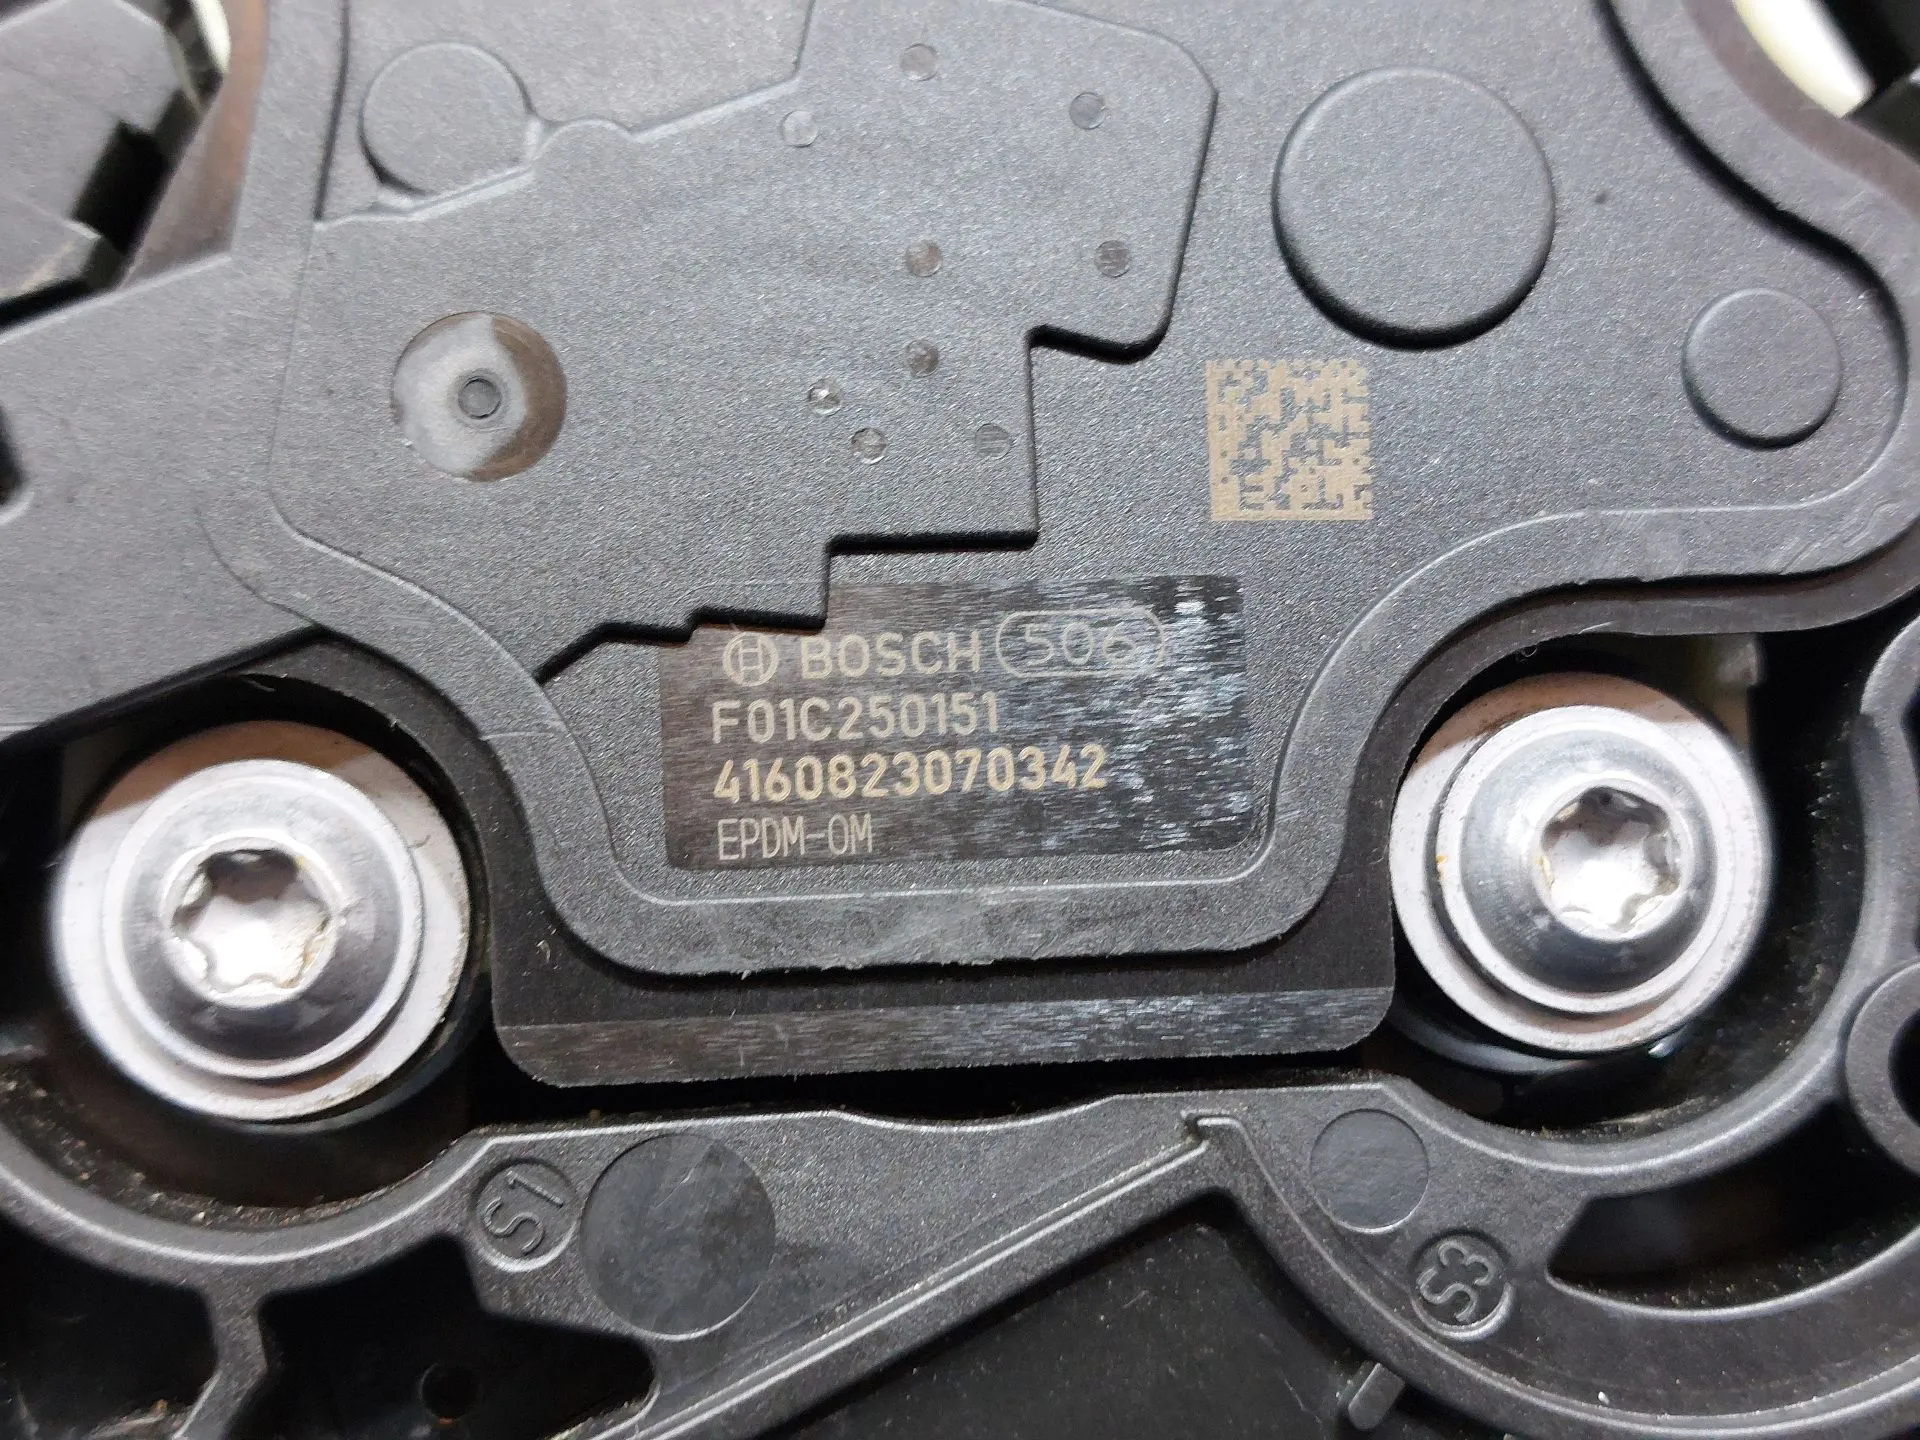 BOSCH 506
F01C250151
4160823070342
EPDM-OM
S1
S3